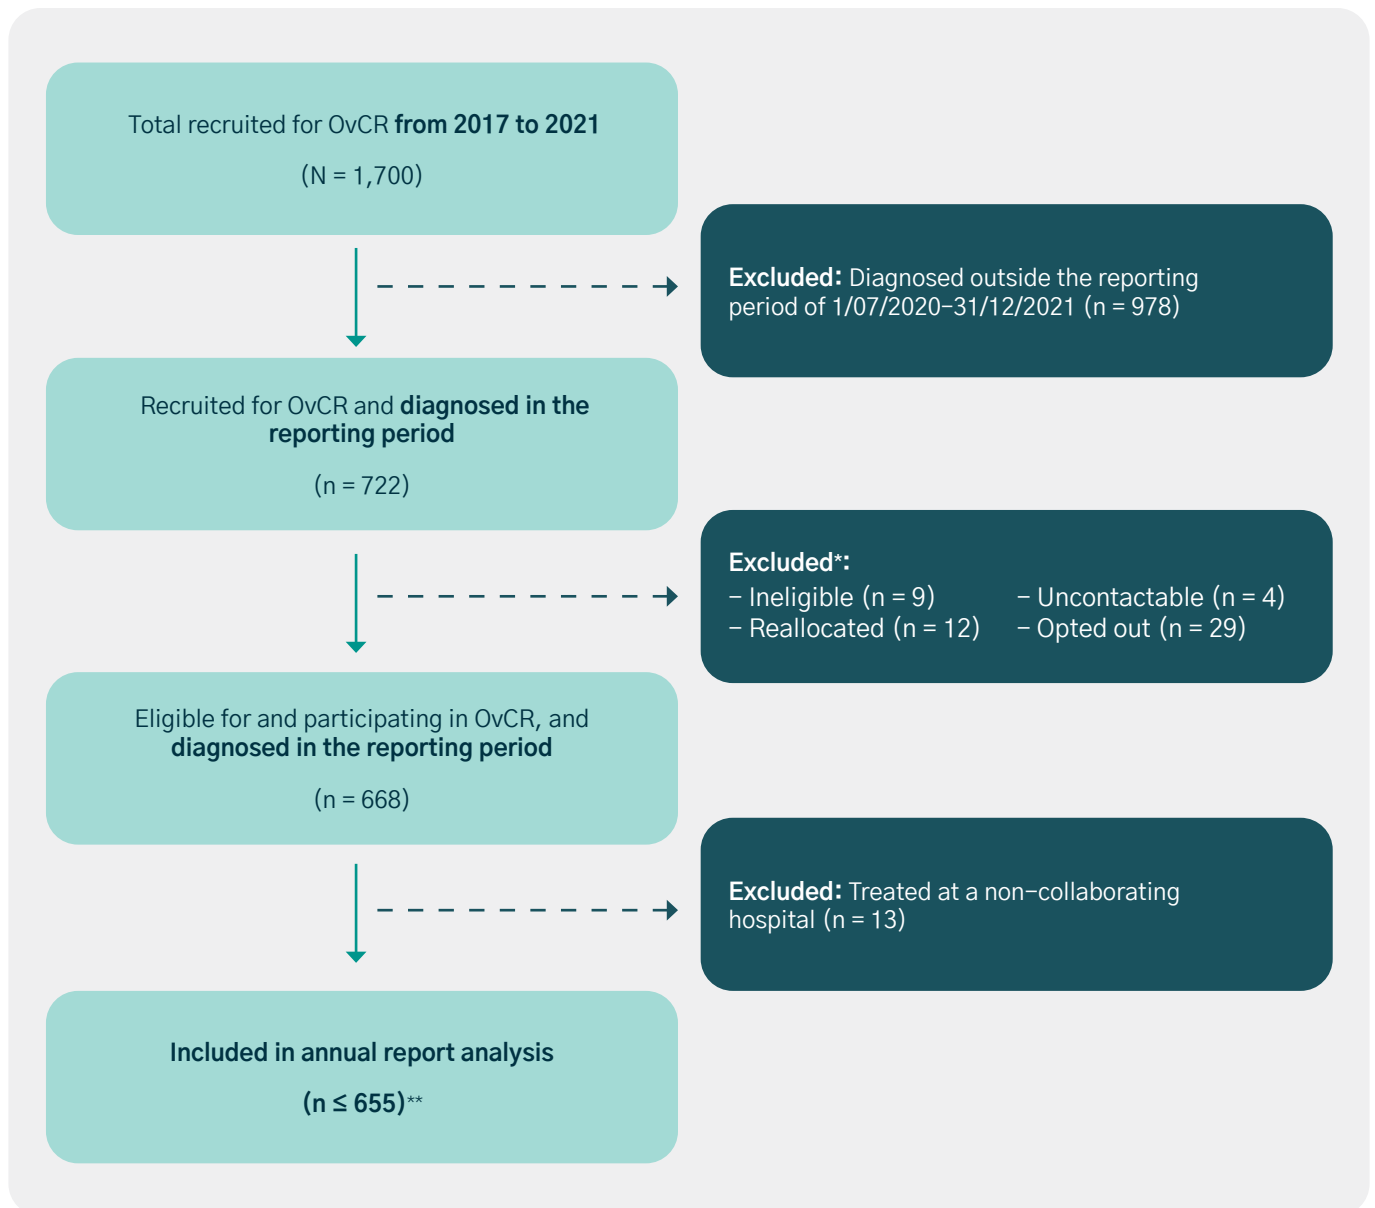 Total recruited for OvCR from 2017 to 2021
(N = 1,700)
Excluded: Diagnosed outside the reporting
period of 1/07/2020–31/12/2021 (n = 978)
Recruited for OvCR and diagnosed in the
reporting period
(n = 722)
Excluded*:
– Ineligible (n = 9)
– Uncontactable (n = 4)
– Reallocated (n = 12)
– Opted out (n = 29)
Eligible for and participating in OvCR, and
diagnosed in the reporting period
(n = 668)
Excluded: Treated at a non–collaborating
hospital (n = 13)
Included in annual report analysis
(n ≤ 655)**